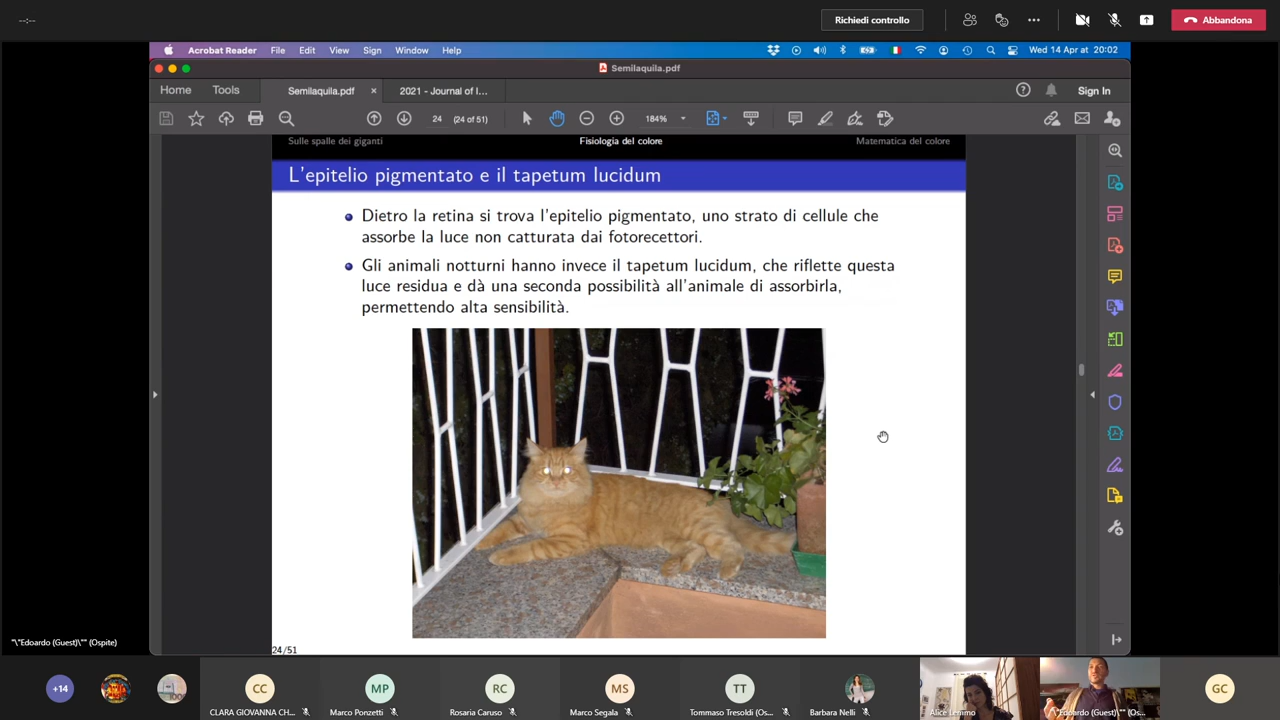 --:--
Richiedi controllo
Abbandona
Acrobat Reader File Edit View Sign Window Help
Wed 14 Apr at 20:02
Semilaquila.pdf
Home Tools Semilaquila.pdf × 2021 - Journal of I... Sign In
24 (24 of 51) 184%
Sulle spalle dei giganti Fisiologia del colore Matematica del colore
L'epitelio pigmentato e il tapetum lucidum
Dietro la retina si trova l'epitelio pigmentato, uno strato di cellule che
assorbe la luce non catturata dai fotorecettori.
Gli animali notturni hanno invece il tapetum lucidum, che riflette questa
luce residua e dà una seconda possibilità all'animale di assorbirla,
permettendo alta sensibilità.
24/51
"\"Edoardo (Guest)\"" (Ospite)
+14
CC
MP
RC
MS
TT
GC
CLARA GIOVANNA CH...
Marco Ponzetti
Rosaria Caruso
Marco Segala
Tommaso Tresoldi (Os...
Barbara Nelli
"\"Edoardo (Guest)\"" (Os...